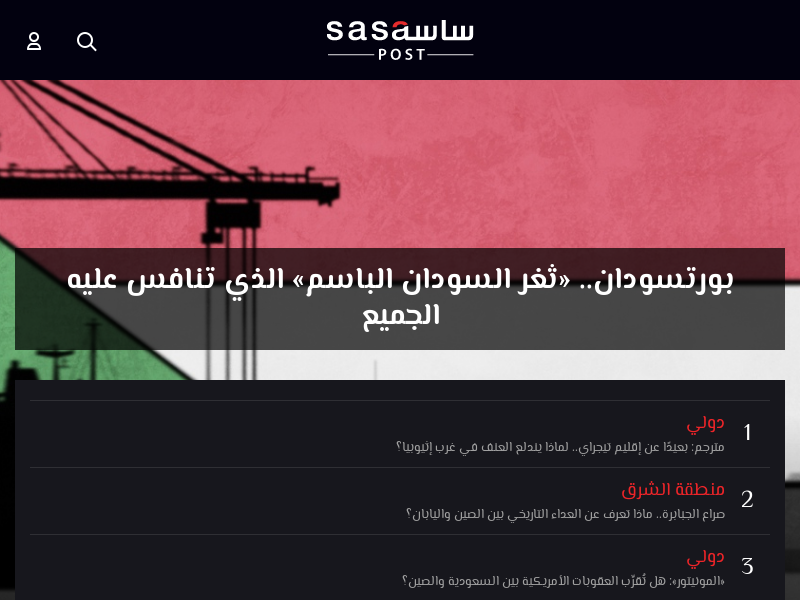 sasaساسة
POST
بورتسودان.. «ثغر السودان الباسم» الذي تنافس عليه
الجميع
1
دولي
مترجم: بعيدًا عن إقليم تيجراي.. لماذا يندلع العنف في غرب إثيوبيا؟
2
منطقة الشرق
صراع الجبابرة.. ماذا تعرف عن العداء التاريخي بين الصين واليابان؟
3
دولي
«المونيتور»: هل تُقرِّب العقوبات الأمريكية بين السعودية والصين؟